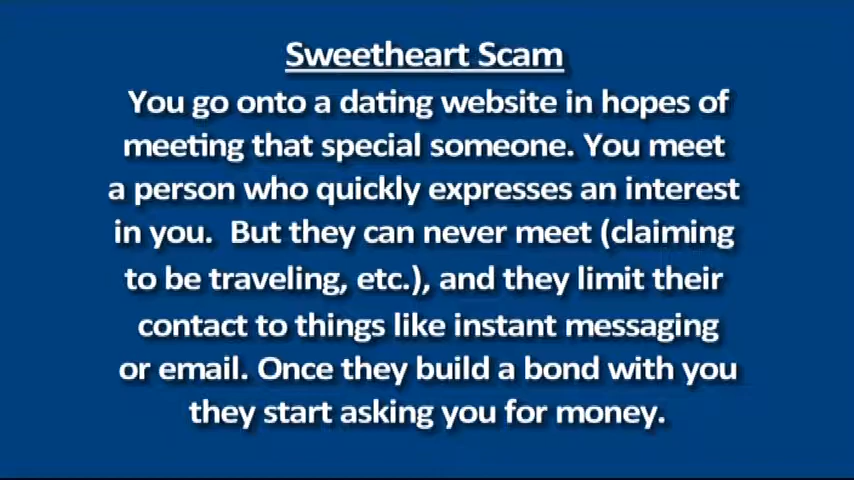 Sweetheart Scam
You go onto a dating website in hopes of
meeting that special someone. You meet
a person who quickly expresses an interest
in you.  But they can never meet (claiming
to be traveling, etc.), and they limit their
contact to things like instant messaging
or email. Once they build a bond with you
they start asking you for money.